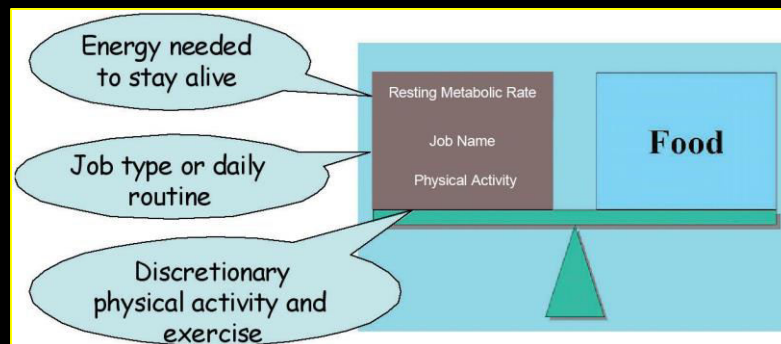 Energy needed
to stay alive
Job type or daily
routine
Discretionary
physical activity and
exercise
Resting Metabolic Rate
Job Name
Physical Activity
Food